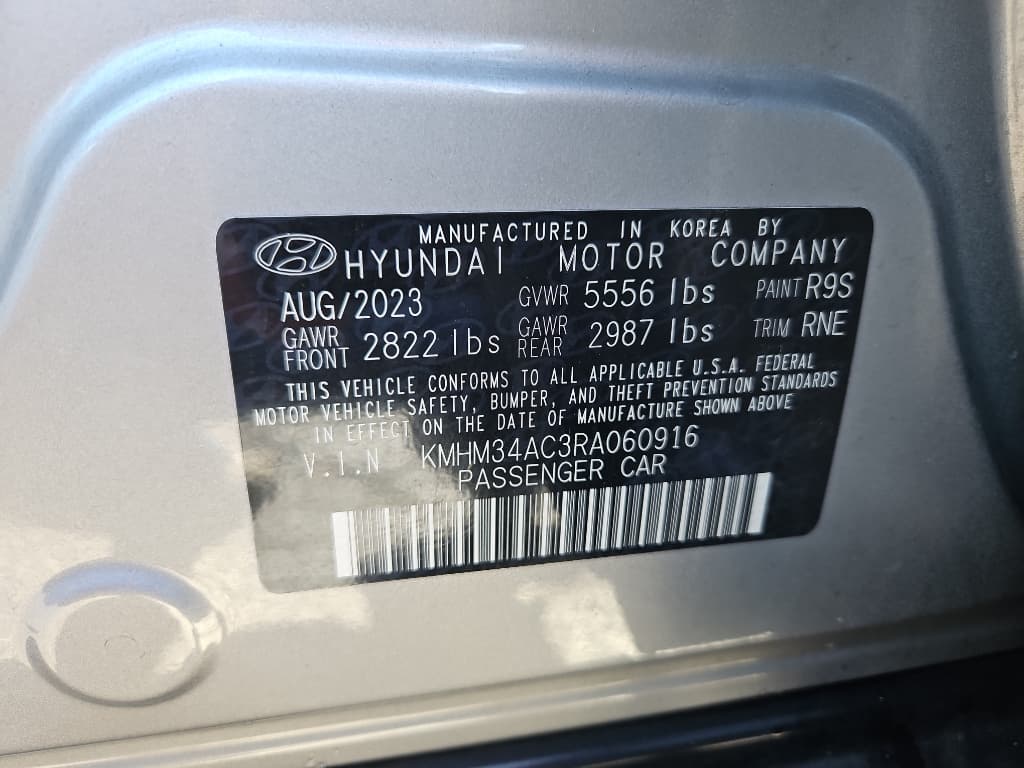 MANUFACTURED IN KOREA BY
HYUNDAI MOTOR COMPANY
AUG/2023 GVWR 5556 lbs PAINT R9S
GAWR FRONT 2822 lbs GAWR REAR 2987 lbs TRIM RNE
THIS VEHICLE CONFORMS TO ALL APPLICABLE U.S.A. FEDERAL
MOTOR VEHICLE SAFETY, BUMPER, AND THEFT PREVENTION STANDARDS
IN EFFECT ON THE DATE OF MANUFACTURE SHOWN ABOVE
V.I.N KMHM34AC3RA060916
PASSENGER CAR